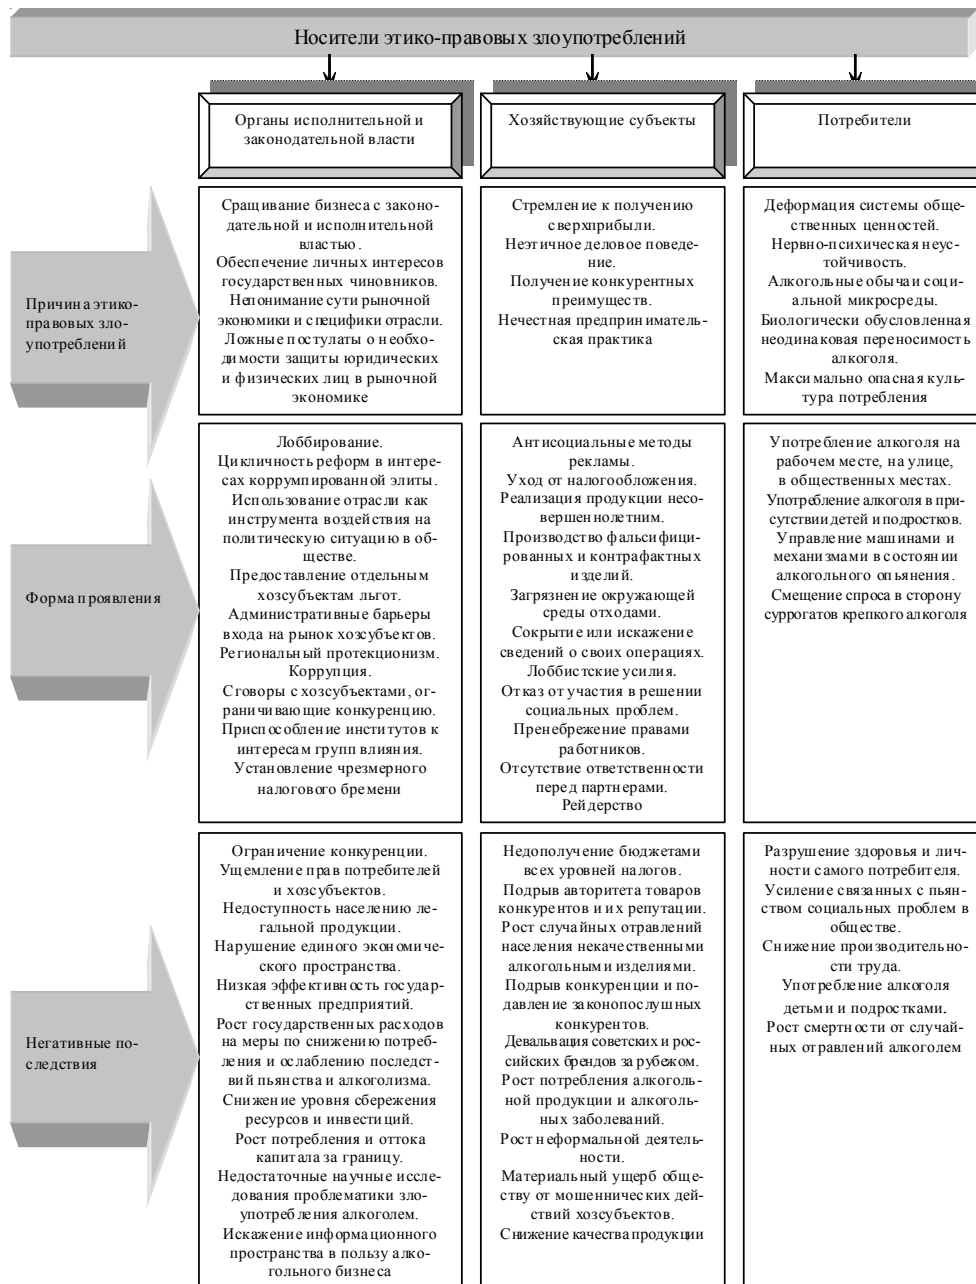 Носители этико-правовых злоупотреблений
Органы исполнительной и
законодательной власти
Хозяйствующие субъекты
Потребители
Причина этико-
правовых зло-
употреблений
Сращивание бизнеса с законо-
дательной и исполнительной
властью.
Обеспечение личных интересов
государственных чиновников.
Непонимание сути рыночной
экономики и специфики отрасли.
Ложные постулаты о необхо-
димости защиты юридических
и физических лиц в рыночной
экономике
Стремление к получению
сверхприбыли.
Неэтичное деловое поведе-
ние.
Получение конкурентных
преимуществ.
Нечестная предприниматель-
ская практика
Деформация системы общ-
ественных ценностей.
Нервно-психическая неус-
тойчивость.
Алкогольные обычаи соци-
альной микросреды.
Биологически обусловленная
неодинаковая переносимость
алкоголя.
Максимально опасная куль-
тура потребления
Форма проявления
Лоббирование.
Цикличность реформ в интере-
сах коррумпированной элиты.
Использование отрасли как
инструмента воздействия на
политическую ситуацию в об-
ществе.
Предоставление отдельным
хозсубъектам льгот.
Административные барьеры
входа на рынок хозсубъектов.
Региональный протекционизм.
Коррупция.
Сговоры с хозсубъектами, ог-
раничивающие конкуренцию.
Приспособление институтов к
интересам групп влияния.
Установление чрезмерного
налогового бремени
Антисоциальные методы
рекламы.
Уход от налогообложения.
Реализация продукции несо-
вершеннолетним.
Производство фальсифици-
рованных и контрафактных
изделий.
Загрязнение окружающей
среды отходами.
Сокрытие или искажение
сведений о своих операциях.
Лоббистские усилия.
Отказ от участия в решении
социальных проблем.
Пренебрежение правами
работников.
Отсутствие ответственности
перед партнерами.
Рейдерство
Употребление алкоголя на
рабочем месте, на улице,
в общественных местах.
Употребление алкоголя в при-
сутствии детей и подростков.
Управление машинами и
механизмами в состоянии
алкогольного опьянения.
Смещение спроса в сторону
суррогатов крепкого алкоголя
Негативные по-
следствия
Ограничение конкуренции.
Ущемление прав потребителей
и хозсубъектов.
Недоступность населению ле-
гальной продукции.
Нарушение единого экономиче-
ского пространства.
Низкая эффективность государ-
ственных предприятий.
Рост государственных расходов
на меры по снижению потреб-
ления и ослаблению последст-
вий пьянства и алкоголизма.
Снижение уровня сбережения
ресурсов и инвестиций.
Рост потребления и оттока
капитала за границу.
Недостаточные научные иссле-
дования проблематики зло-
употребления алкоголем.
Искажение информационного
пространства в пользу алко-
гольного бизнеса
Недополучение бюджетами
всех уровней налогов.
Подрыв авторитета товаров
конкурентов и их репутации.
Рост случайных отравлений
населения некачественными
алкогольными изделиями.
Подрыв конкуренции и по-
давление законопослушных
конкурентов.
Девальвация советских и рос-
сийских брендов за рубежом.
Рост потребления алкоголь-
ной продукции и алкоголь-
ных заболеваний.
Рост неформальной деятель-
ности.
Материальный ущерб обще-
ству от мошеннических дей-
ствий хозсубъектов.
Снижение качества продукции
Разрушение здоровья и лич-
ности самого потребителя.
Усиление связанных с пьян-
ством социальных проблем в
обществе.
Снижение производительно-
сти труда.
Употребление алкоголя
детьми и подростками.
Рост смертности от случай-
ных отравлений алкоголем